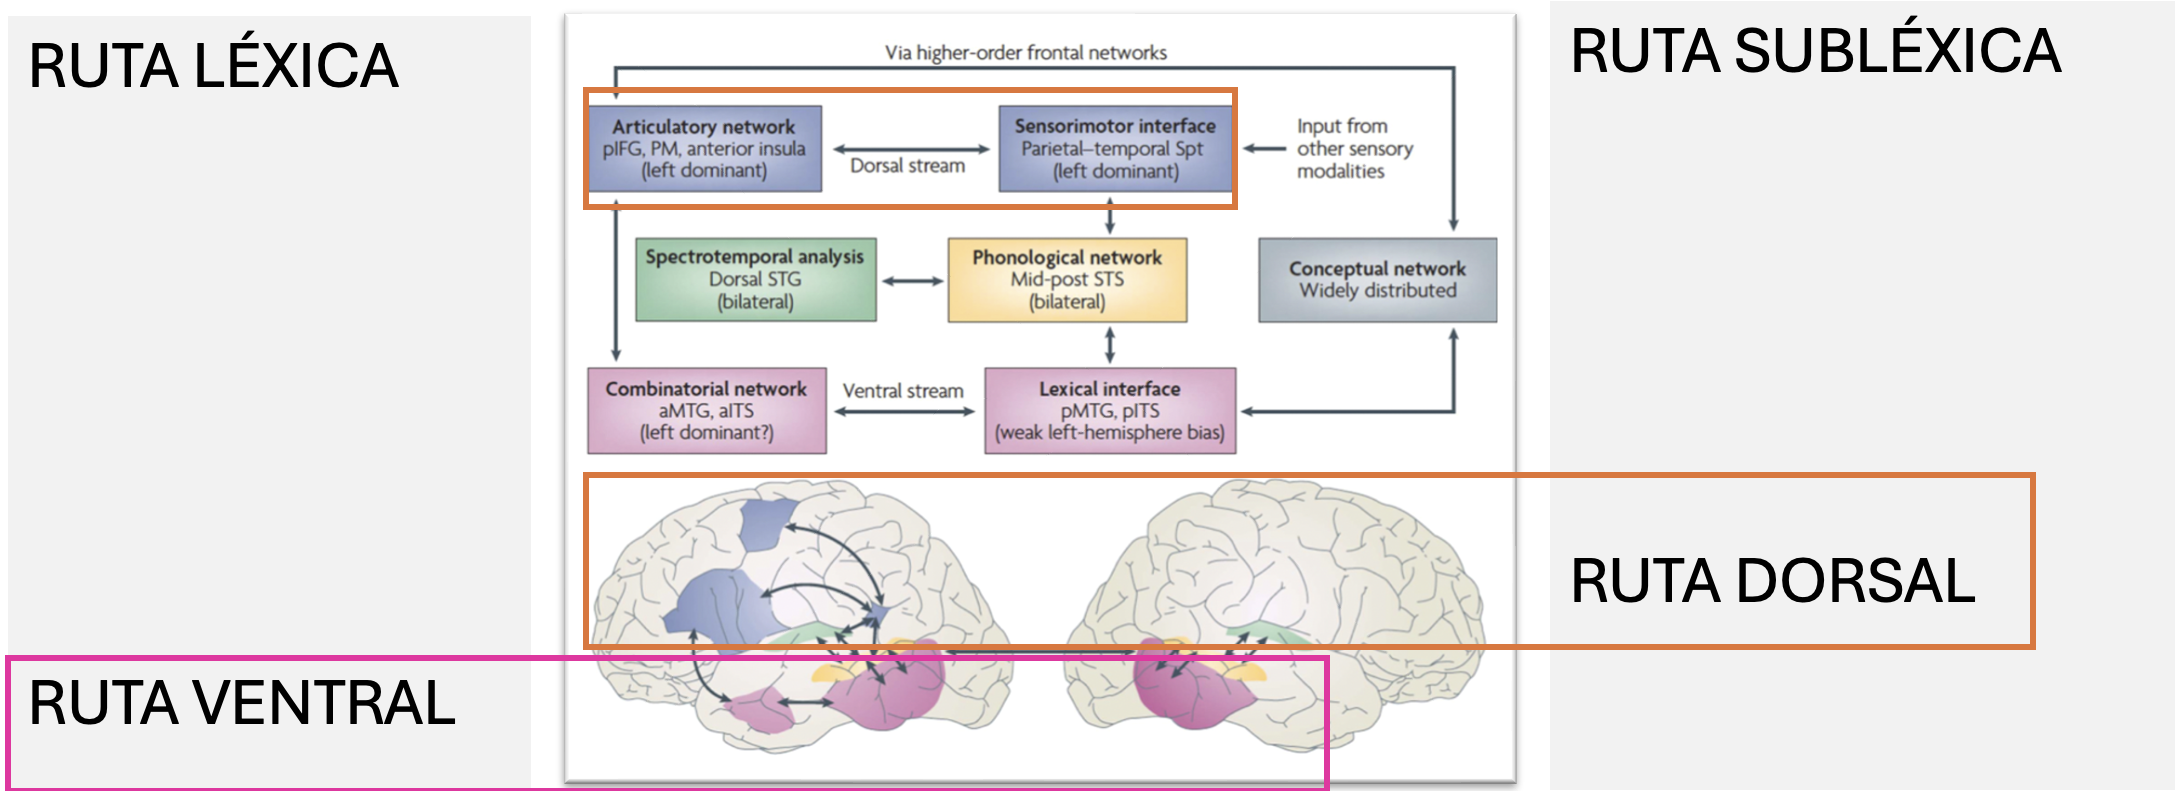 RUTA LÉXICA
RUTA SUBLÉXICA
Via higher-order frontal networks
Articulatory network
pIFG, PM, anterior insula
(left dominant)
Dorsal stream
Sensorimotor interface
Parietal–temporal Spt
(left dominant)
Input from
other sensory
modalities
Spectrotemporal analysis
Dorsal STG
(bilateral)
Phonological network
Mid-post STS
(bilateral)
Conceptual network
Widely distributed
Combinatorial network
aMTG, aITS
(left dominant?)
Ventral stream
Lexical interface
pMTG, pITS
(weak left-hemisphere bias)
RUTA DORSAL
RUTA VENTRAL